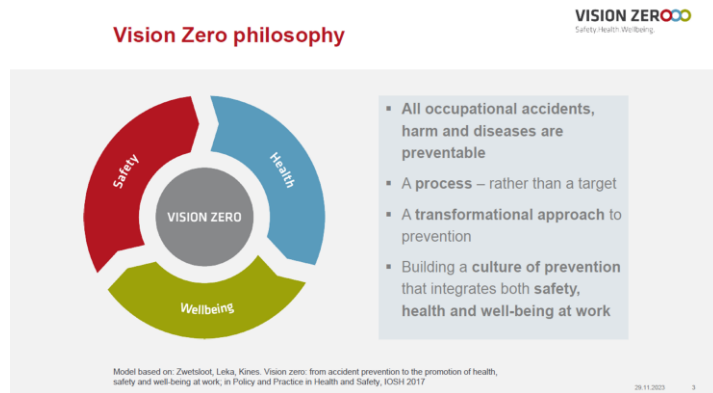 VISION ZEROOO
Safety.Health.Wellbeing.
Vision Zero philosophy
Safety
Health
VISION ZERO
Wellbeing
▪ All occupational accidents,
harm and diseases are
preventable
▪ A process – rather than a target
▪ A transformational approach to
prevention
▪ Building a culture of prevention
that integrates both safety,
health and well-being at work
Model based on: Zwetsloot, Leka, Kines. Vision zero: from accident prevention to the promotion of health,
safety and well-being at work; in Policy and Practice in Health and Safety, IOSH 2017
29.11.2023 3